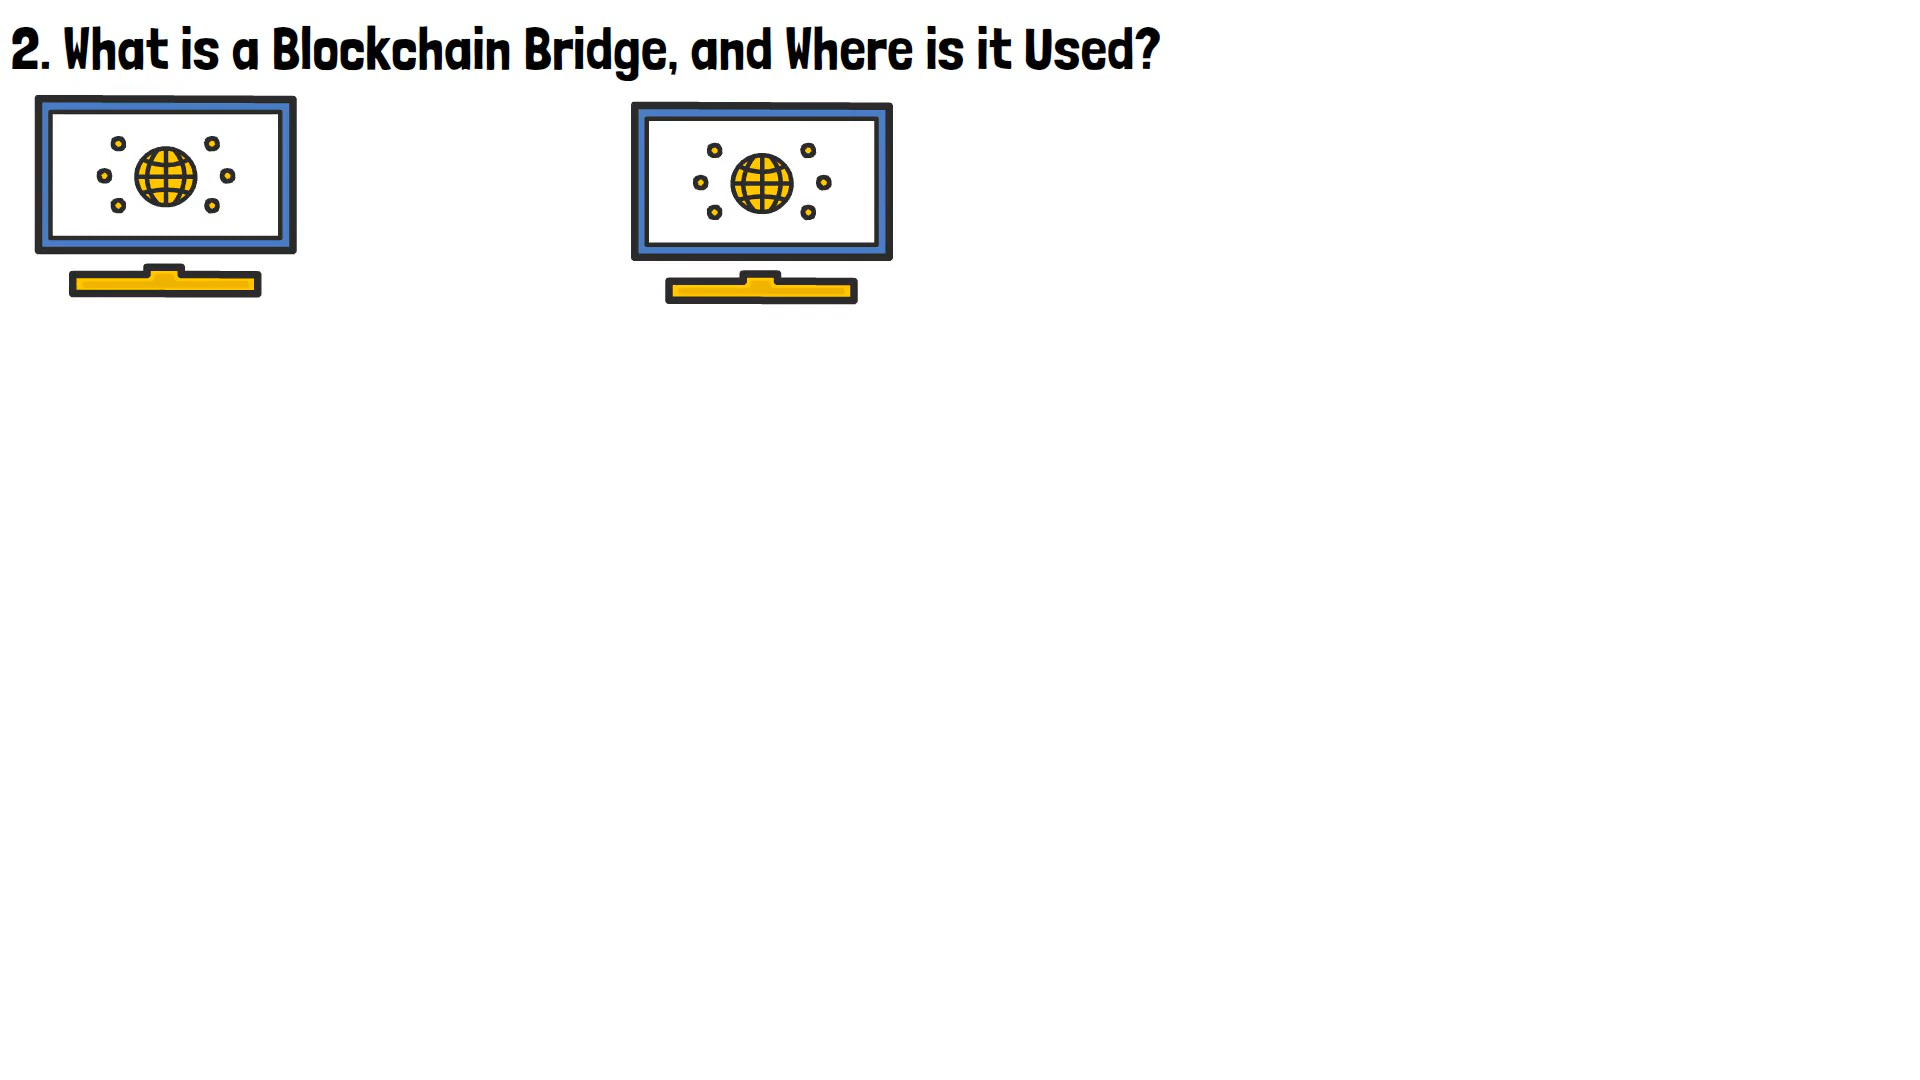 2. What is a Blockchain Bridge, and Where is it Used?